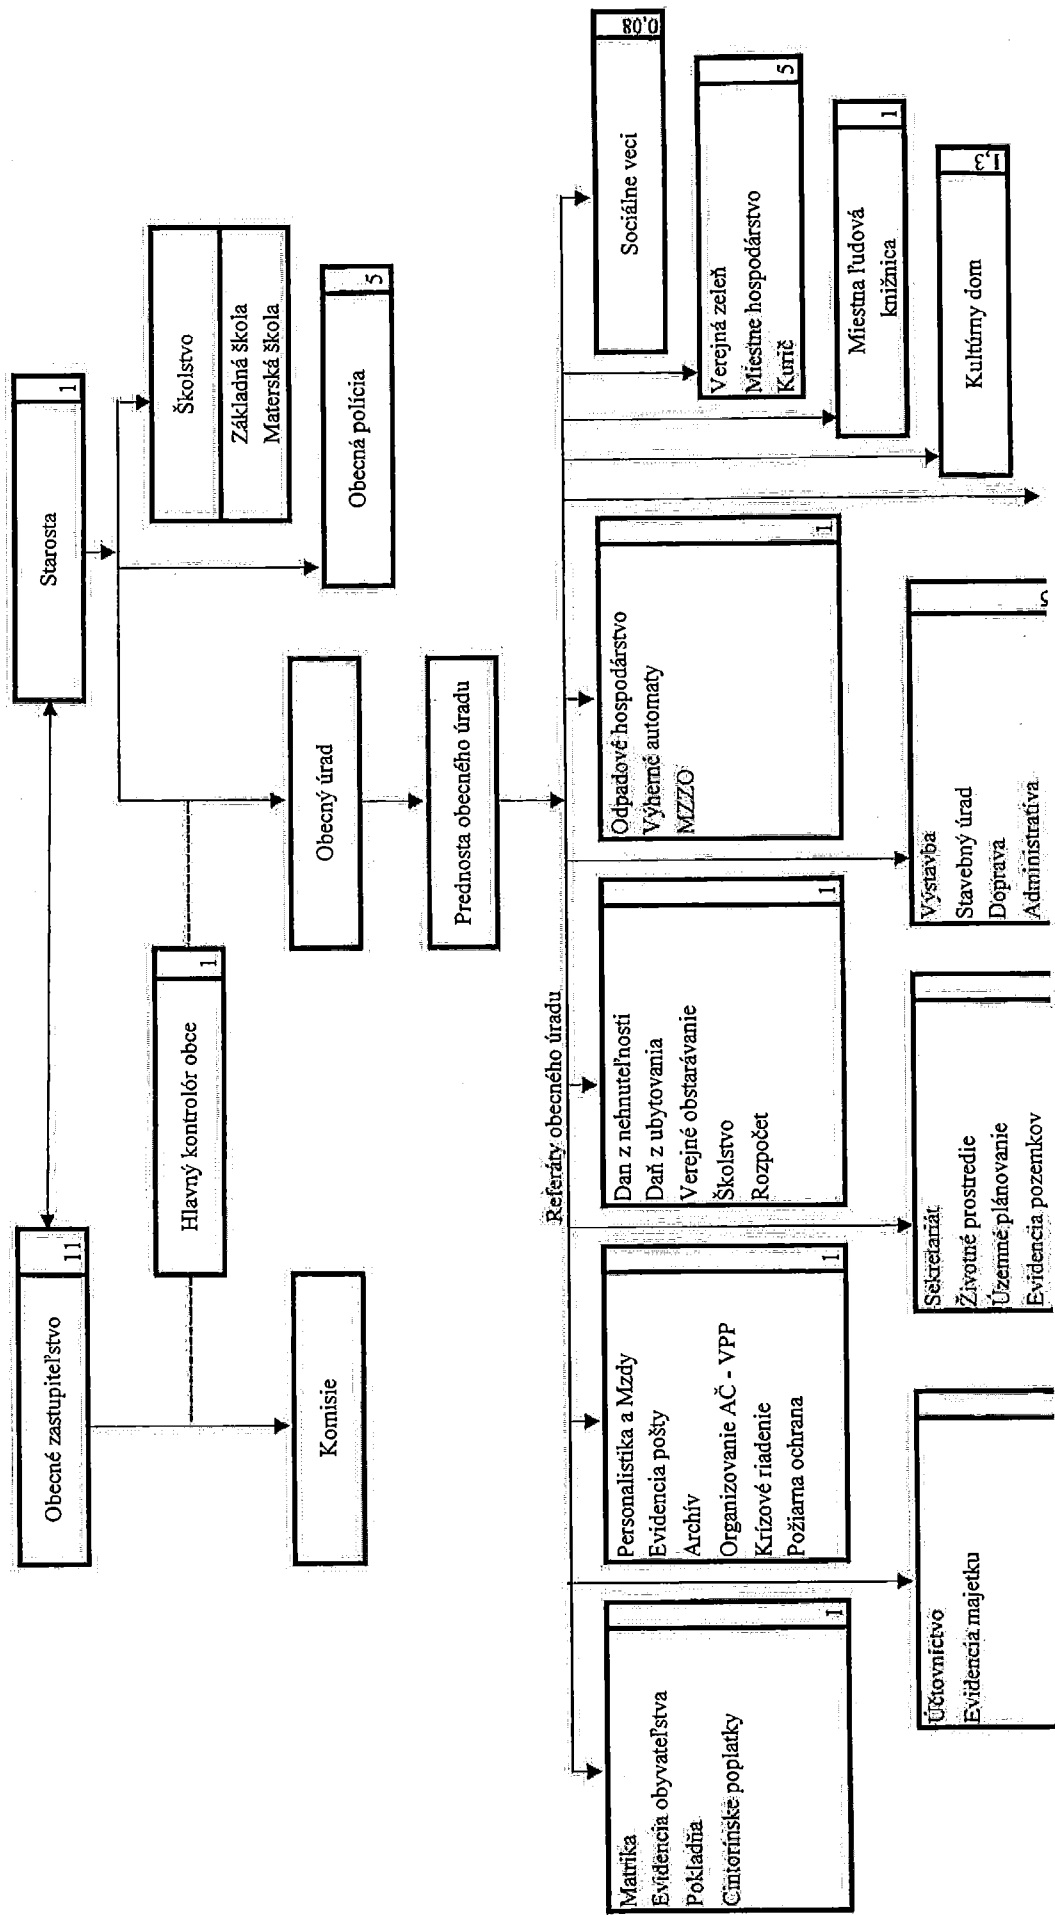 Starosta
1
Obecné zastupiteľstvo
11
Hlavný kontrolór obce
1
Školstvo
Základná škola
Materská škola
Komisie
Obecný úrad
Obecná polícia
5
Prednosta obecného úradu
Referáty obecného úradu
Matrika
Evidencia obyvateľstva
Pokladňa
Cintorínske poplatky
1
Personalistika a Mzdy
Evidencia pošty
Archív
Organizovanie AČ - VPP
Krízové riadenie
Požiarna ochrana
1
Dan z nehnuteľnosti
Daň z ubytovania
Verejné obstarávanie
Školstvo
Rozpočet
1
Odpadové hospodárstvo
Výherné automaty
MZZO
1
Sociálne veci
0,08
Verejná zeleň
Miestne hospodárstvo
Kurič
5
Miestna ľudová
knižnica
1
Kultúrny dom
1,3
Účtovníctvo
Evidencia majetku
Sekretariát
Životné prostredie
Územné plánovanie
Evidencia pozemkov
Výstavba
Stavebný úrad
Doprava
Administratíva